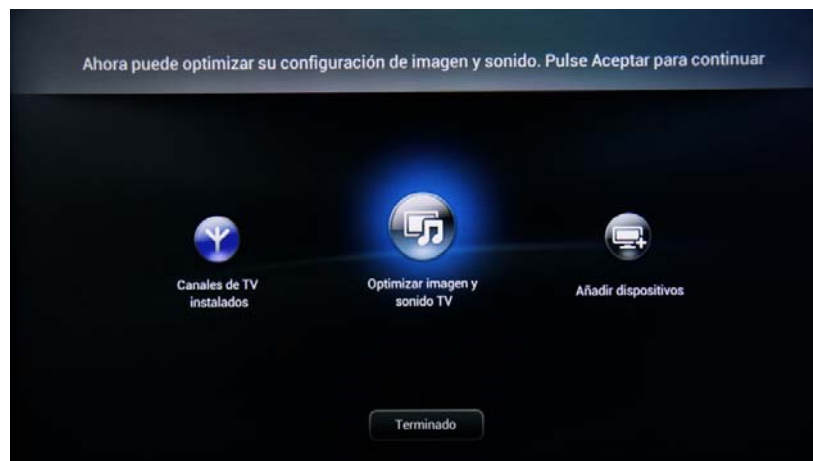 Ahora puede optimizar su configuración de imagen y sonido. Pulse Aceptar para continuar
Canales de TV
instalados
Optimizar imagen y
sonido TV
Añadir dispositivos
Terminado